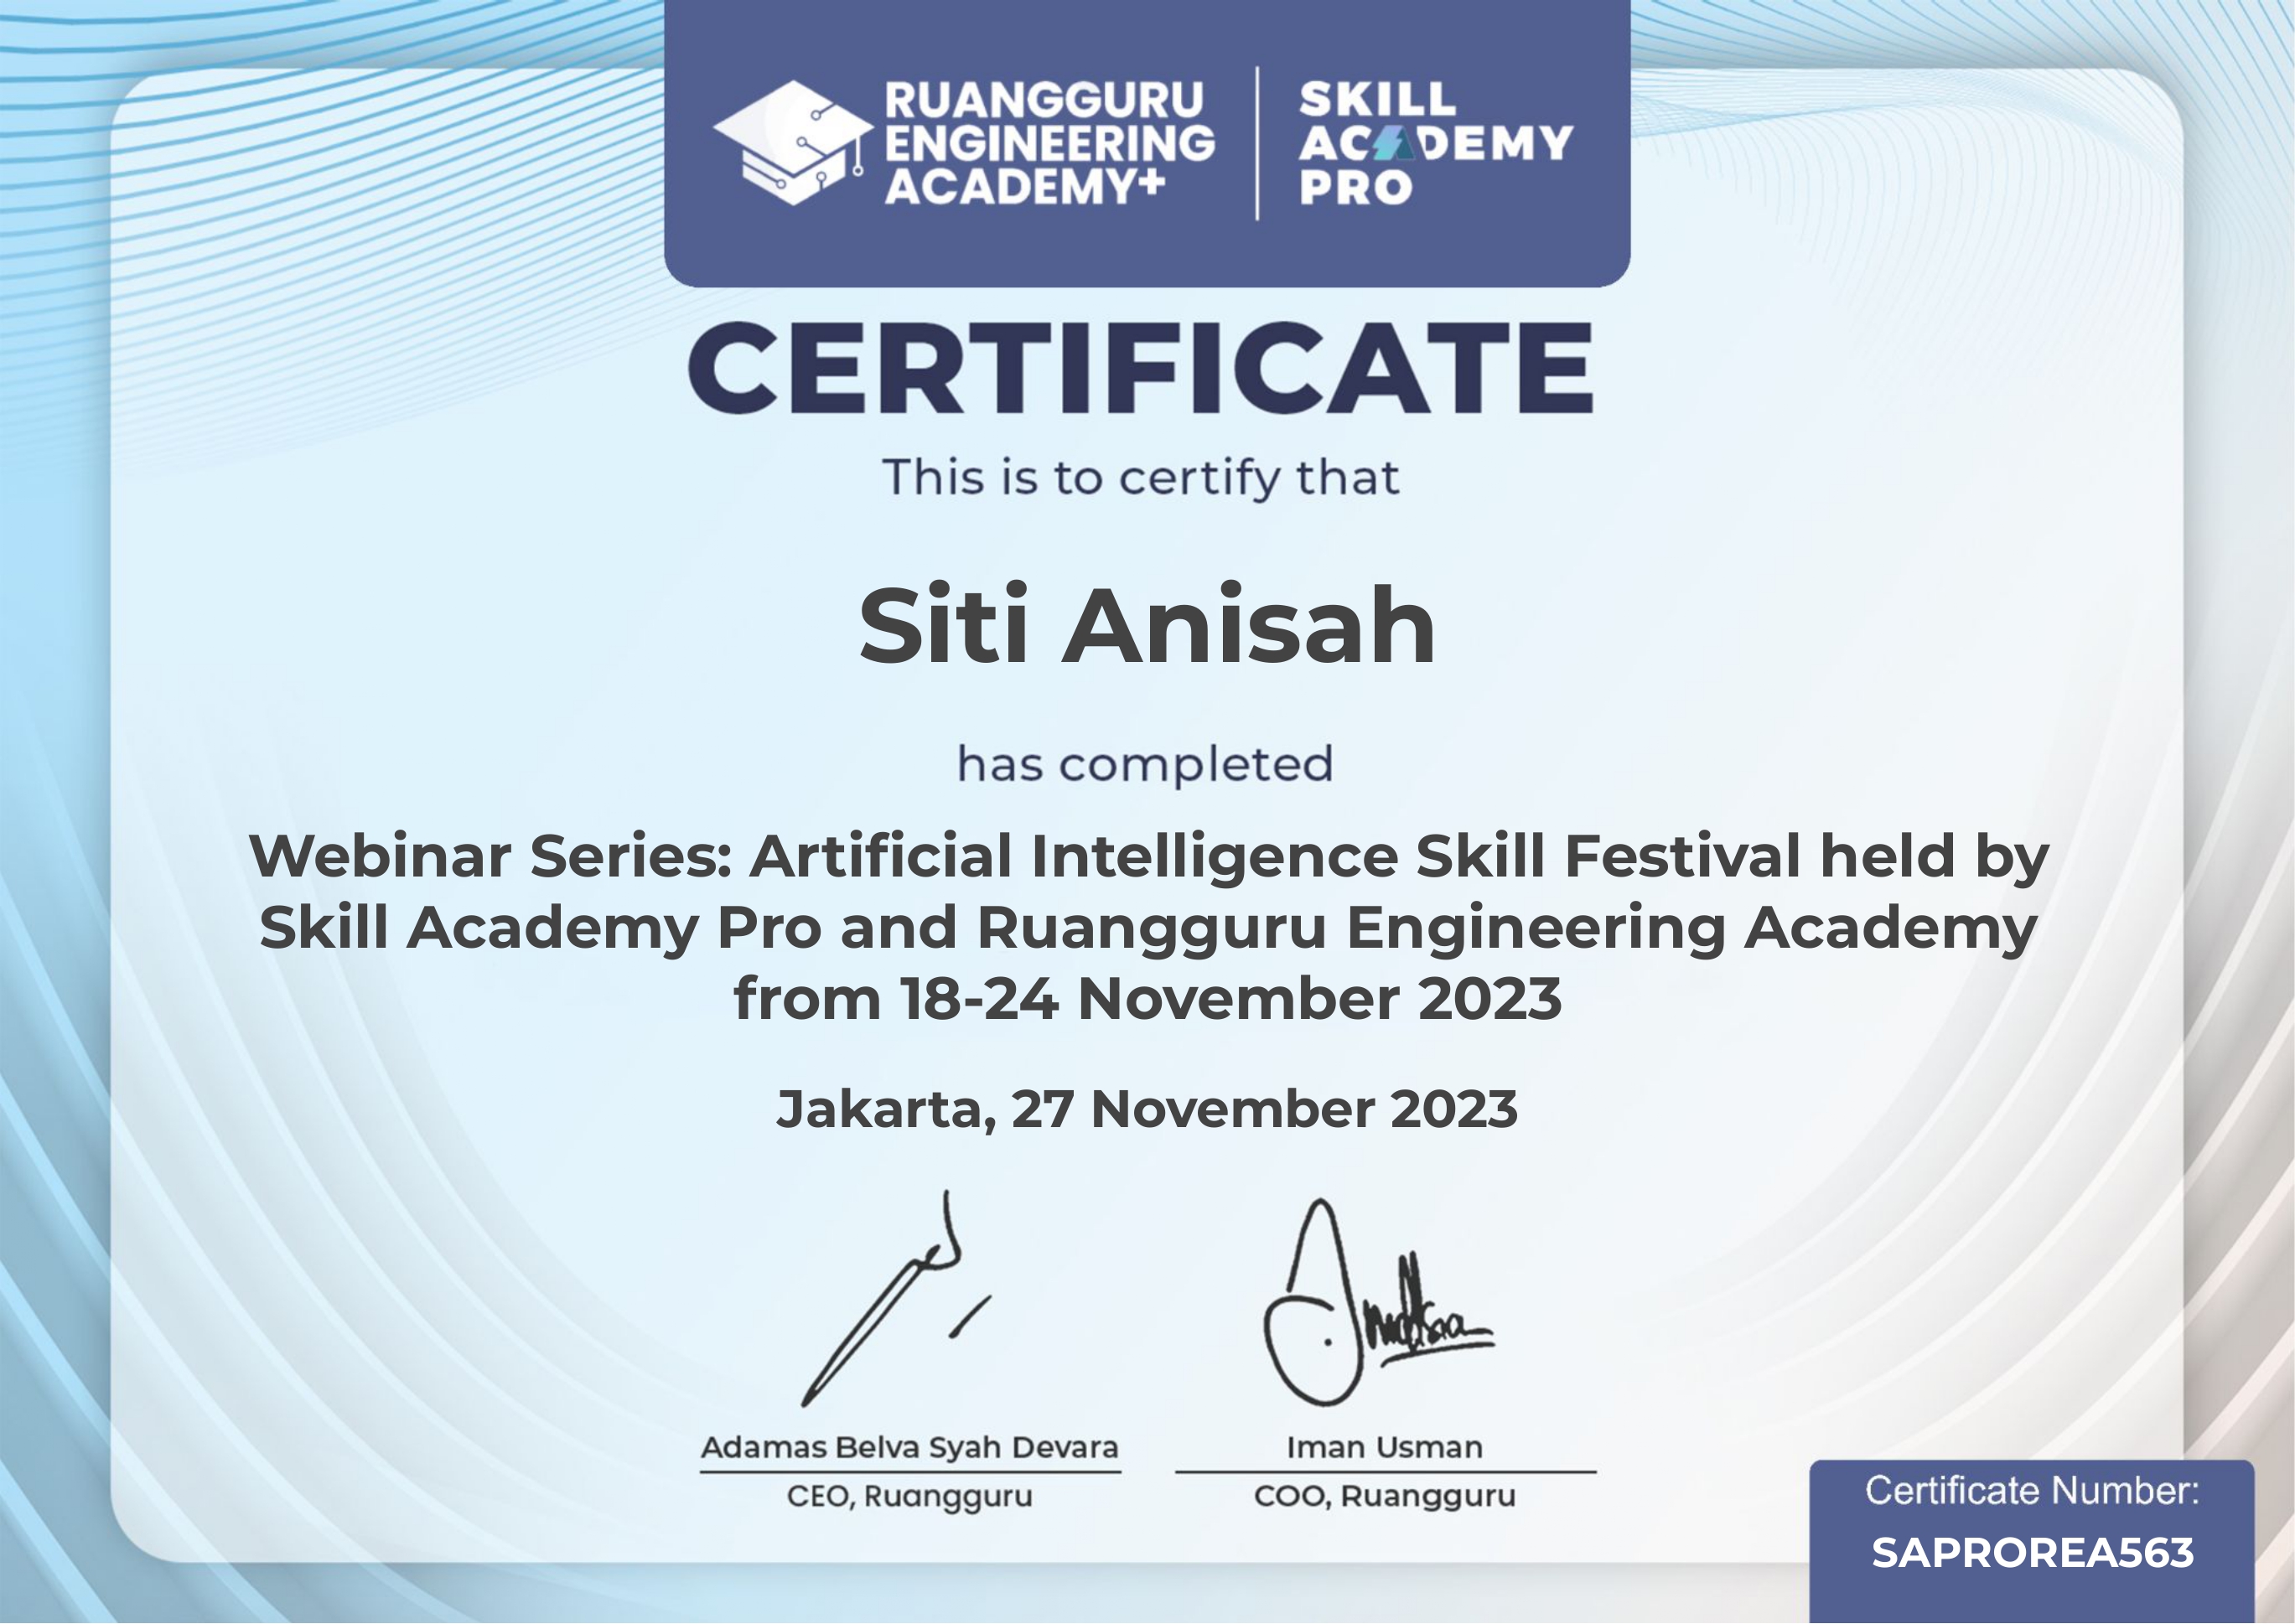 RUANGGURU
ENGINEERING
ACADEMY+
SKILL
ACADEMY
PRO
CERTIFICATE
This is to certify that
Siti Anisah
has completed
Webinar Series: Artificial Intelligence Skill Festival held by
Skill Academy Pro and Ruangguru Engineering Academy
from 18-24 November 2023
Jakarta, 27 November 2023
Adamas Belva Syah Devara
CEO, Ruangguru
Iman Usman
COO, Ruangguru
Certificate Number:
SAPROREA563